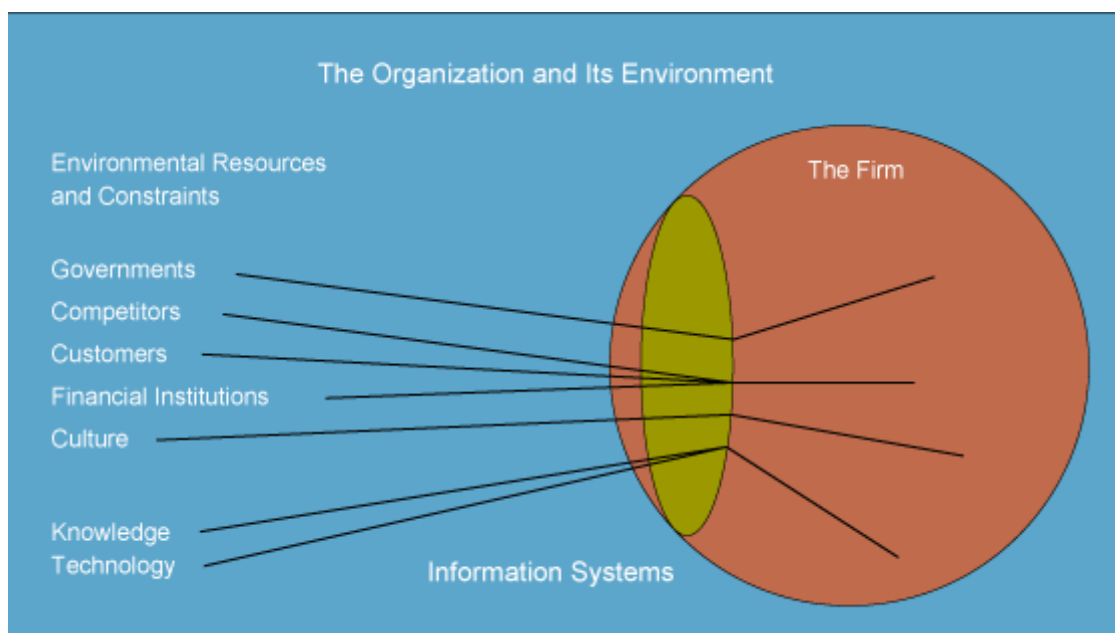 The Organization and Its Environment
Environmental Resources
and Constraints
The Firm
Governments
Competitors
Customers
Financial Institutions
Culture
Knowledge
Technology
Information Systems